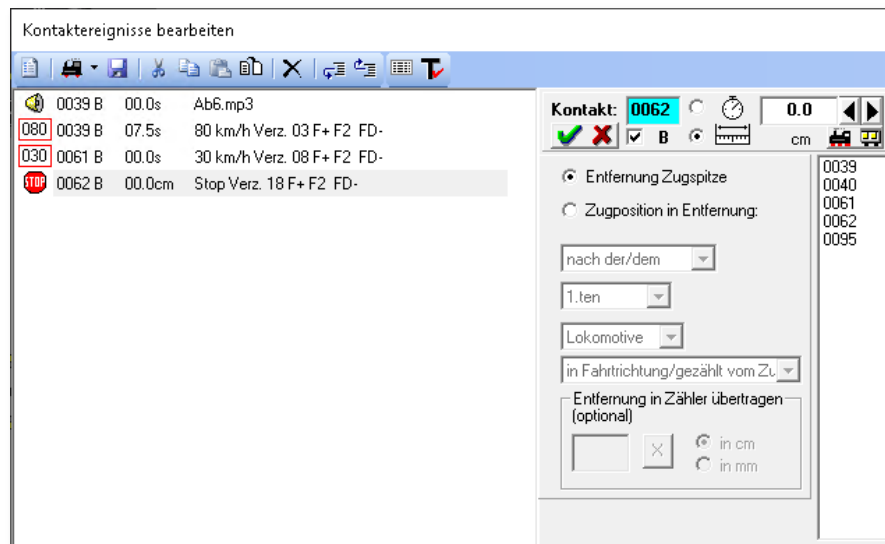 Kontaktereignisse bearbeiten
0039 B 00.0s Ab6.mp3
080 0039 B 07.5s 80 km/h Verz. 03 F+ F2 FD-
030 0061 B 00.0s 30 km/h Verz. 08 F+ F2 FD-
STOP 0062 B 00.0cm Stop Verz. 18 F+ F2 FD-
Kontakt: 0062 0.0
B cm
Entfernung Zugspitze
Zugposition in Entfernung:
nach der/dem
1.ten
Lokomotive
in Fahrtrichtung/gezählt vom Zu
Entfernung in Zähler übertragen
(optional)
X
in cm
in mm
0039
0040
0061
0062
0095